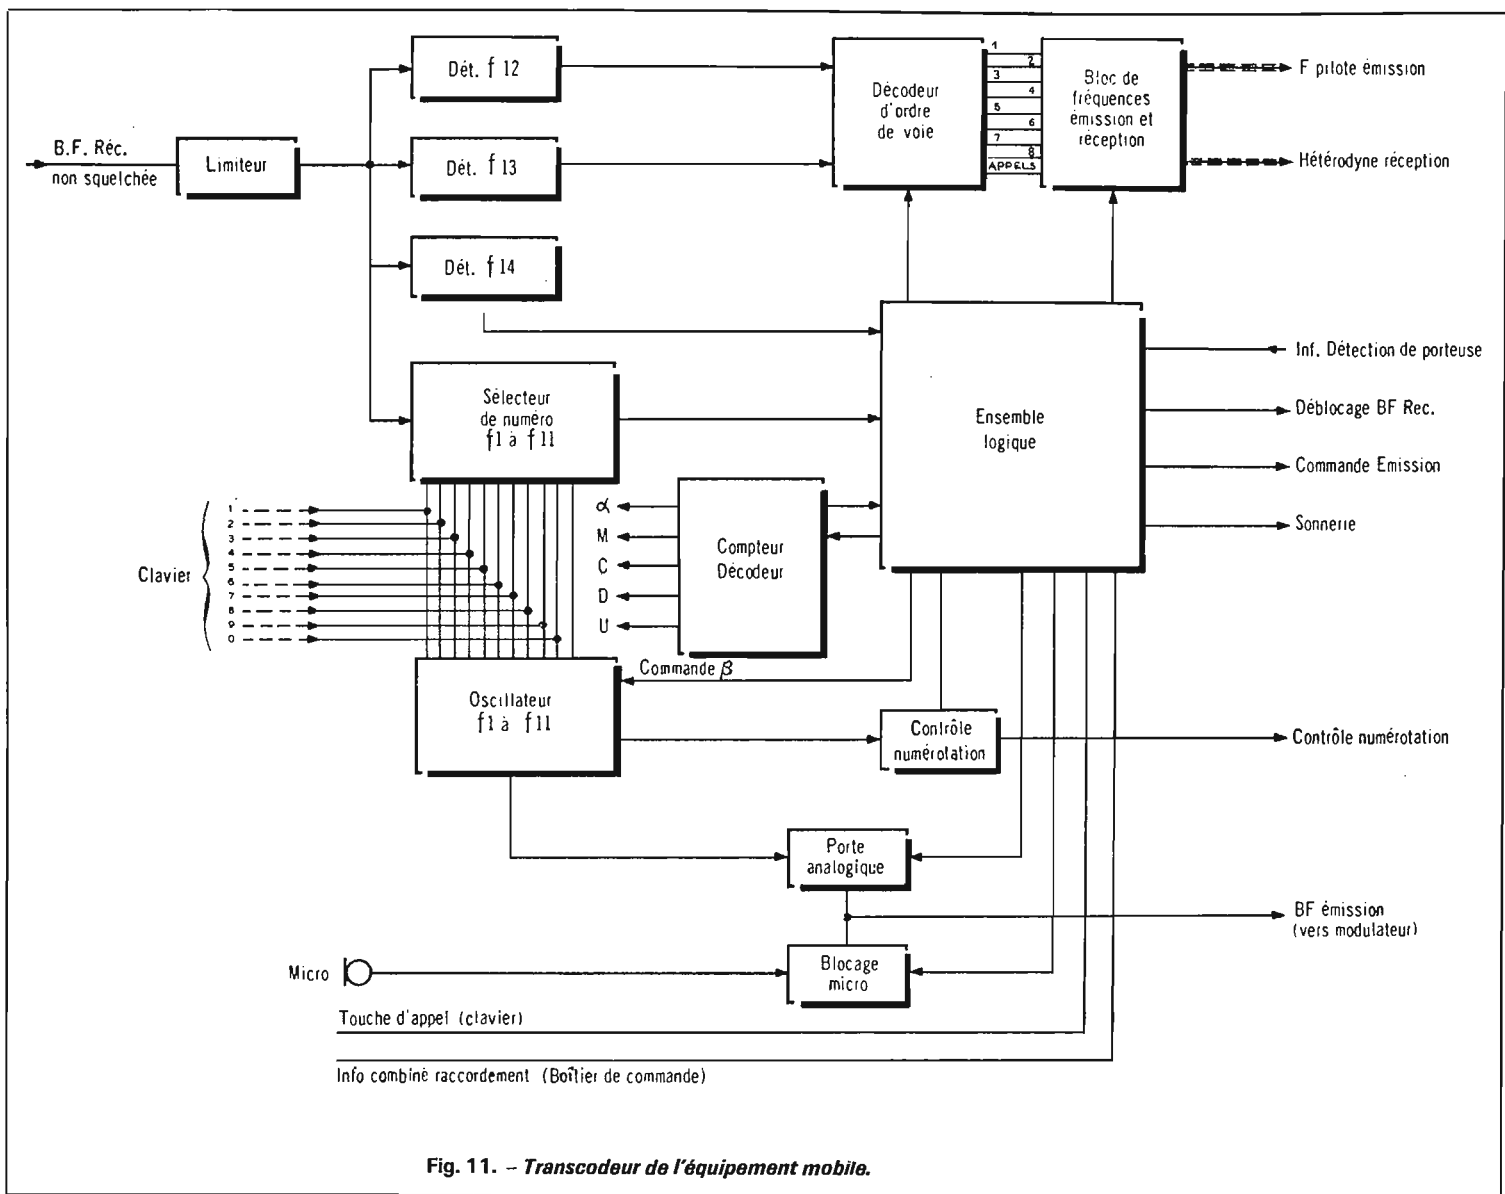 Dét. f 12
Décodeur
d'ordre
de voie
1
2
3
4
5
6
7
8
APPELS
Bloc de
fréquences
émission et
réception
F pilote émission
B.F. Réc.
non squelchée
Limiteur
Dét. f 13
Hétérodyne réception
Dét. f 14
Sélecteur
de numéro
f1 à f11
Ensemble
logique
Inf. Détection de porteuse
Déblocage BF Rec.
Commande Emission
Sonnerie
Clavier
1
2
3
4
5
6
7
8
9
0
α
M
C
D
U
Compteur
Décodeur
Commande β
Oscillateur
f1 à f11
Contrôle
numérotation
Contrôle numérotation
Porte
analogique
BF émission
(vers modulateur)
Micro
Blocage
micro
Touche d'appel (clavier)
Info combiné raccordement (Boîtier de commande)
Fig. 11. – Transcodeur de l'équipement mobile.